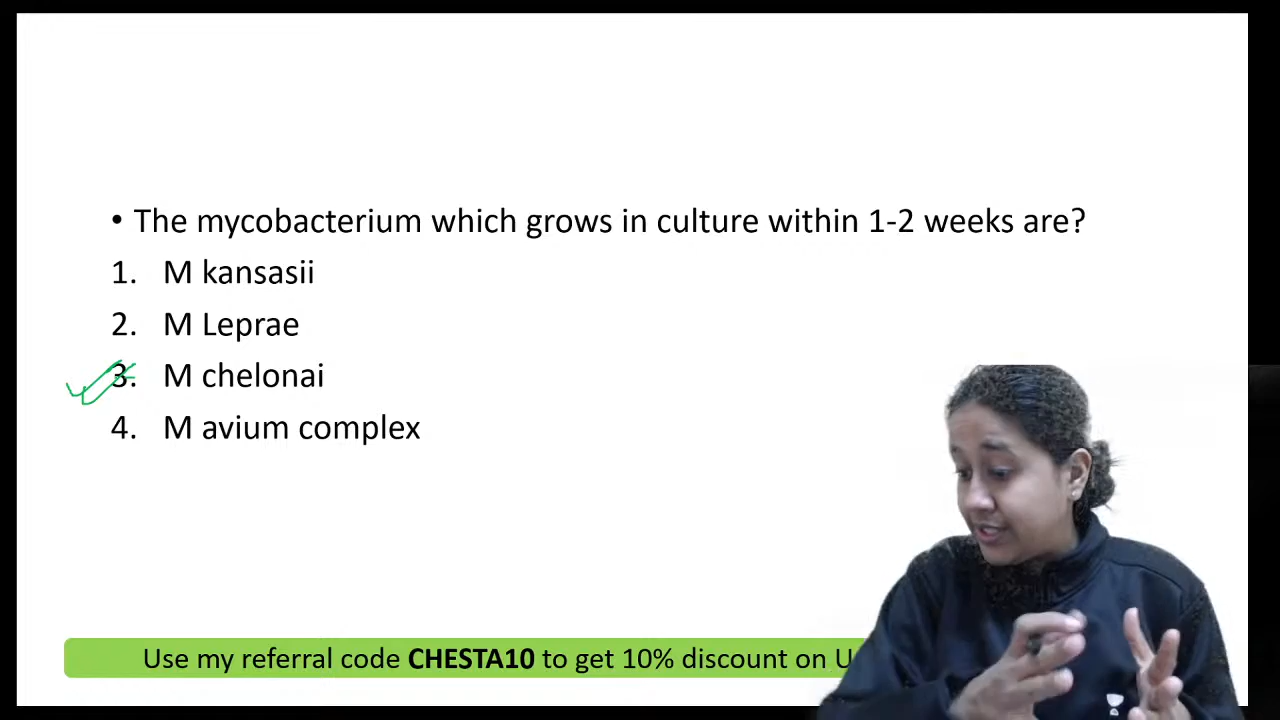 • The mycobacterium which grows in culture within 1-2 weeks are?
1. M kansasii
2. M Leprae
3. M chelonai
4. M avium complex
Use my referral code CHESTA10 to get 10% discount on